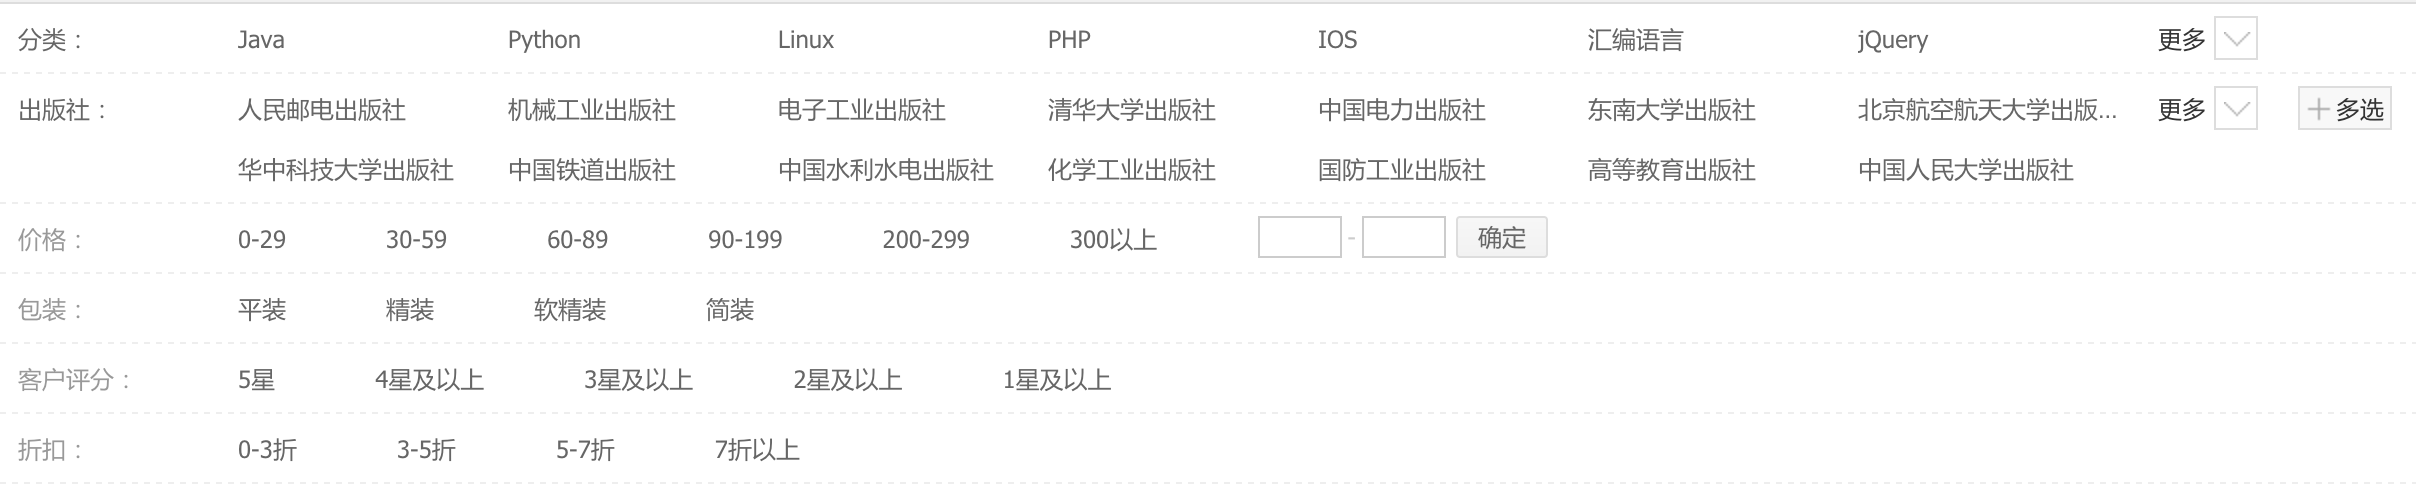 分类： Java Python Linux PHP IOS 汇编语言 jQuery 更多
出版社： 人民邮电出版社 机械工业出版社 电子工业出版社 清华大学出版社 中国电力出版社 东南大学出版社 北京航空航天大学出版... 更多 多选
华中科技大学出版社 中国铁道出版社 中国水利水电出版社 化学工业出版社 国防工业出版社 高等教育出版社 中国人民大学出版社
价格： 0-29 30-59 60-89 90-199 200-299 300以上 - 确定
包装： 平装 精装 软精装 简装
客户评分： 5星 4星及以上 3星及以上 2星及以上 1星及以上
折扣： 0-3折 3-5折 5-7折 7折以上